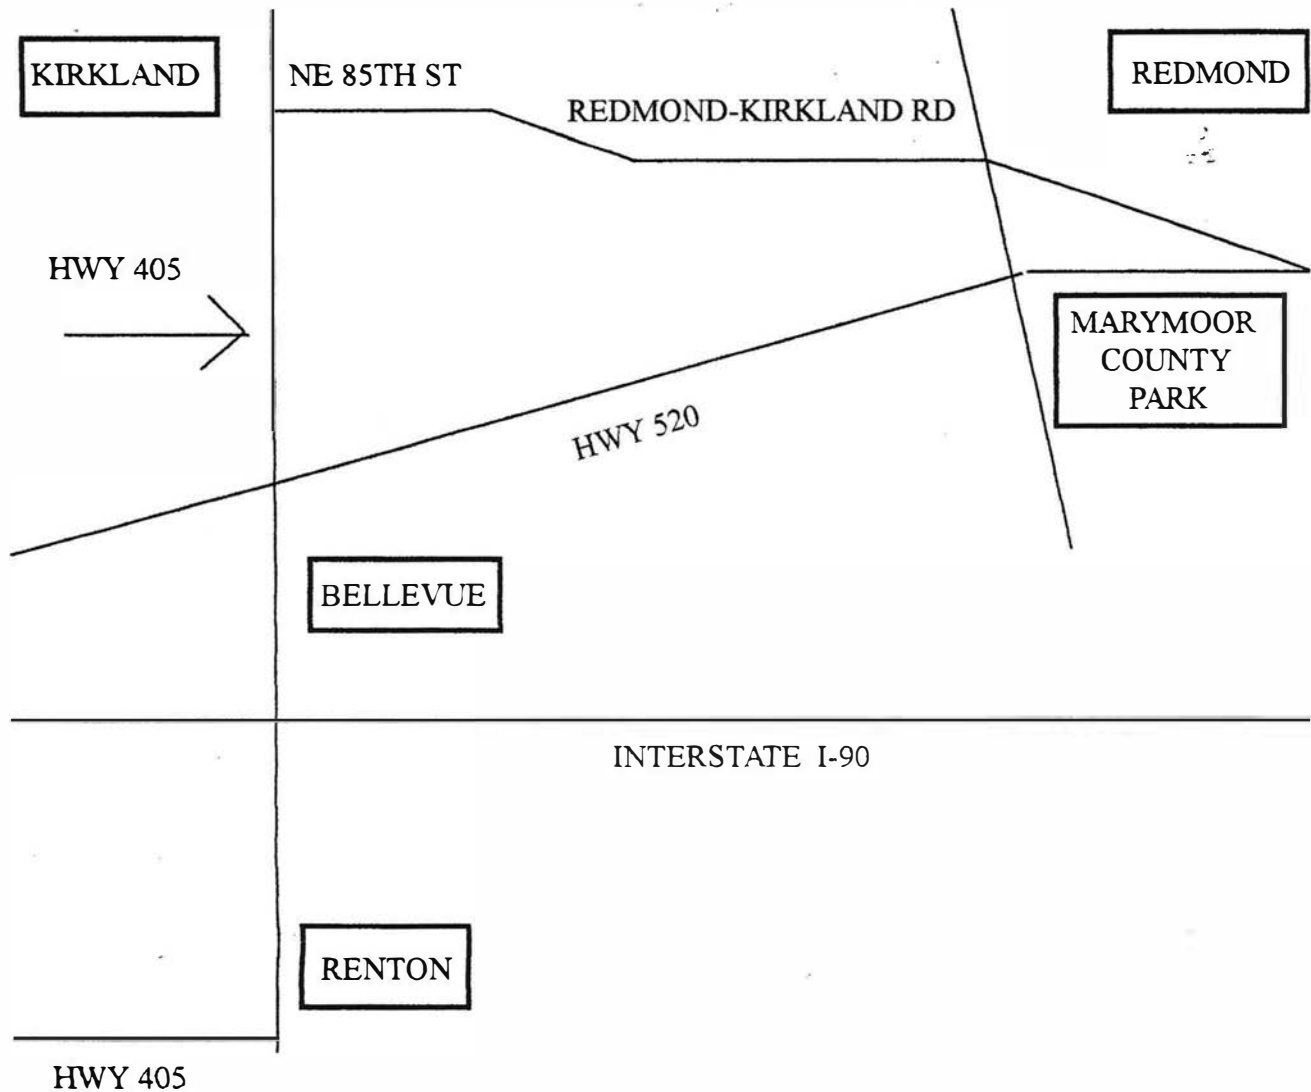 KIRKLAND
NE 85TH ST
REDMOND-KIRKLAND RD
REDMOND
HWY 405
MARYMOOR
COUNTY
PARK
HWY 520
BELLEVUE
INTERSTATE I-90
RENTON
HWY 405